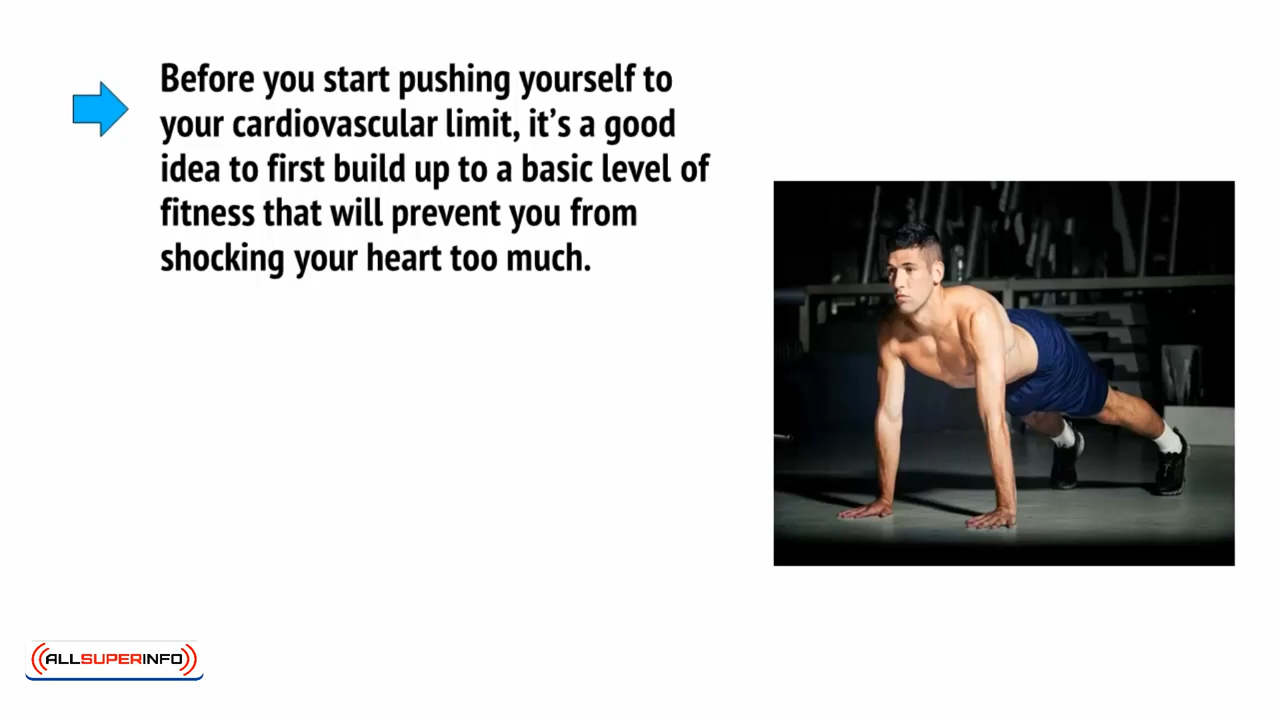 Before you start pushing yourself to
your cardiovascular limit, it’s a good
idea to first build up to a basic level of
fitness that will prevent you from
shocking your heart too much.
ALLSUPERINFO